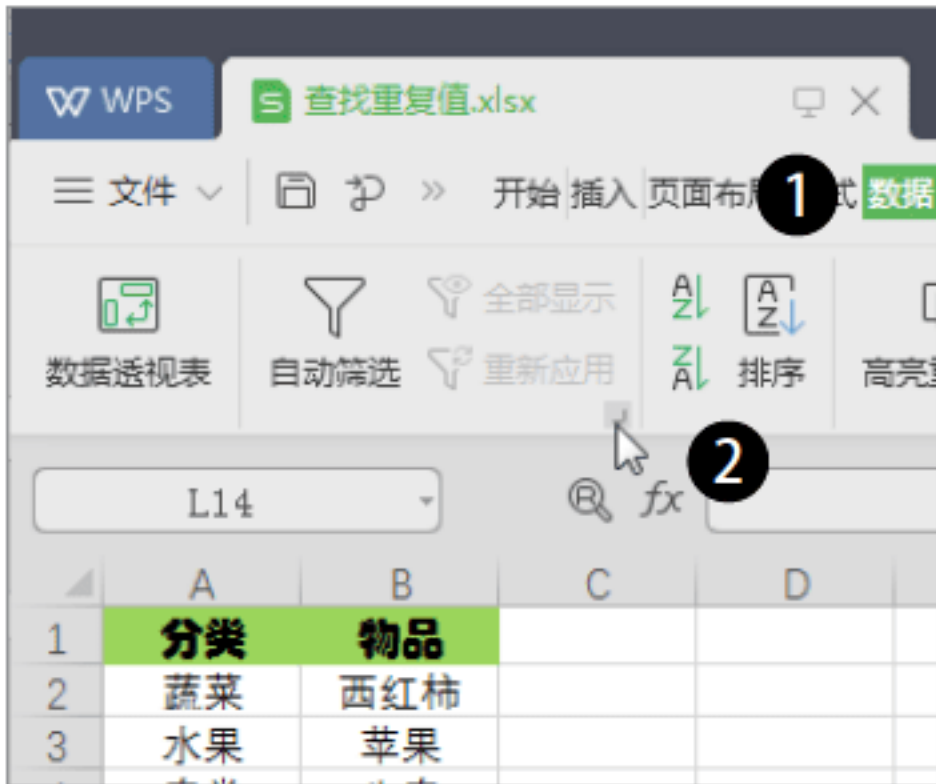 WPS 查找重复值.xlsx
文件 开始 插入 页面布 1 式 数据
全部显示
数据透视表 自动筛选 重新应用 排序 高亮
2
L14 fx
A B C D
1 分类 物品
2 蔬菜 西红柿
3 水果 苹果